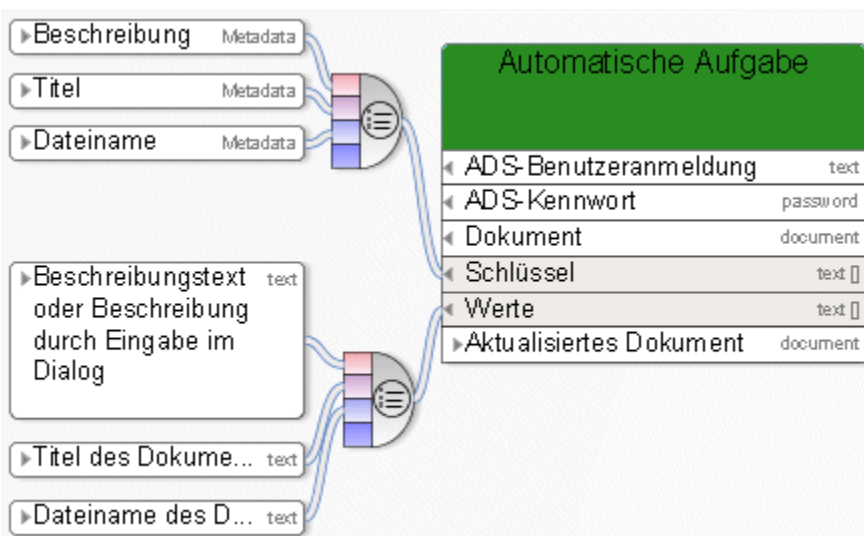 Beschreibung Metadata
Titel Metadata
Dateiname Metadata
Automatische Aufgabe
ADS-Benutzeranmeldung text
ADS-Kennwort password
Dokument document
Schlüssel text []
Werte text []
Aktualisiertes Dokument document
Beschreibungstext text
oder Beschreibung
durch Eingabe im
Dialog
Titel des Dokume... text
Dateiname des D... text